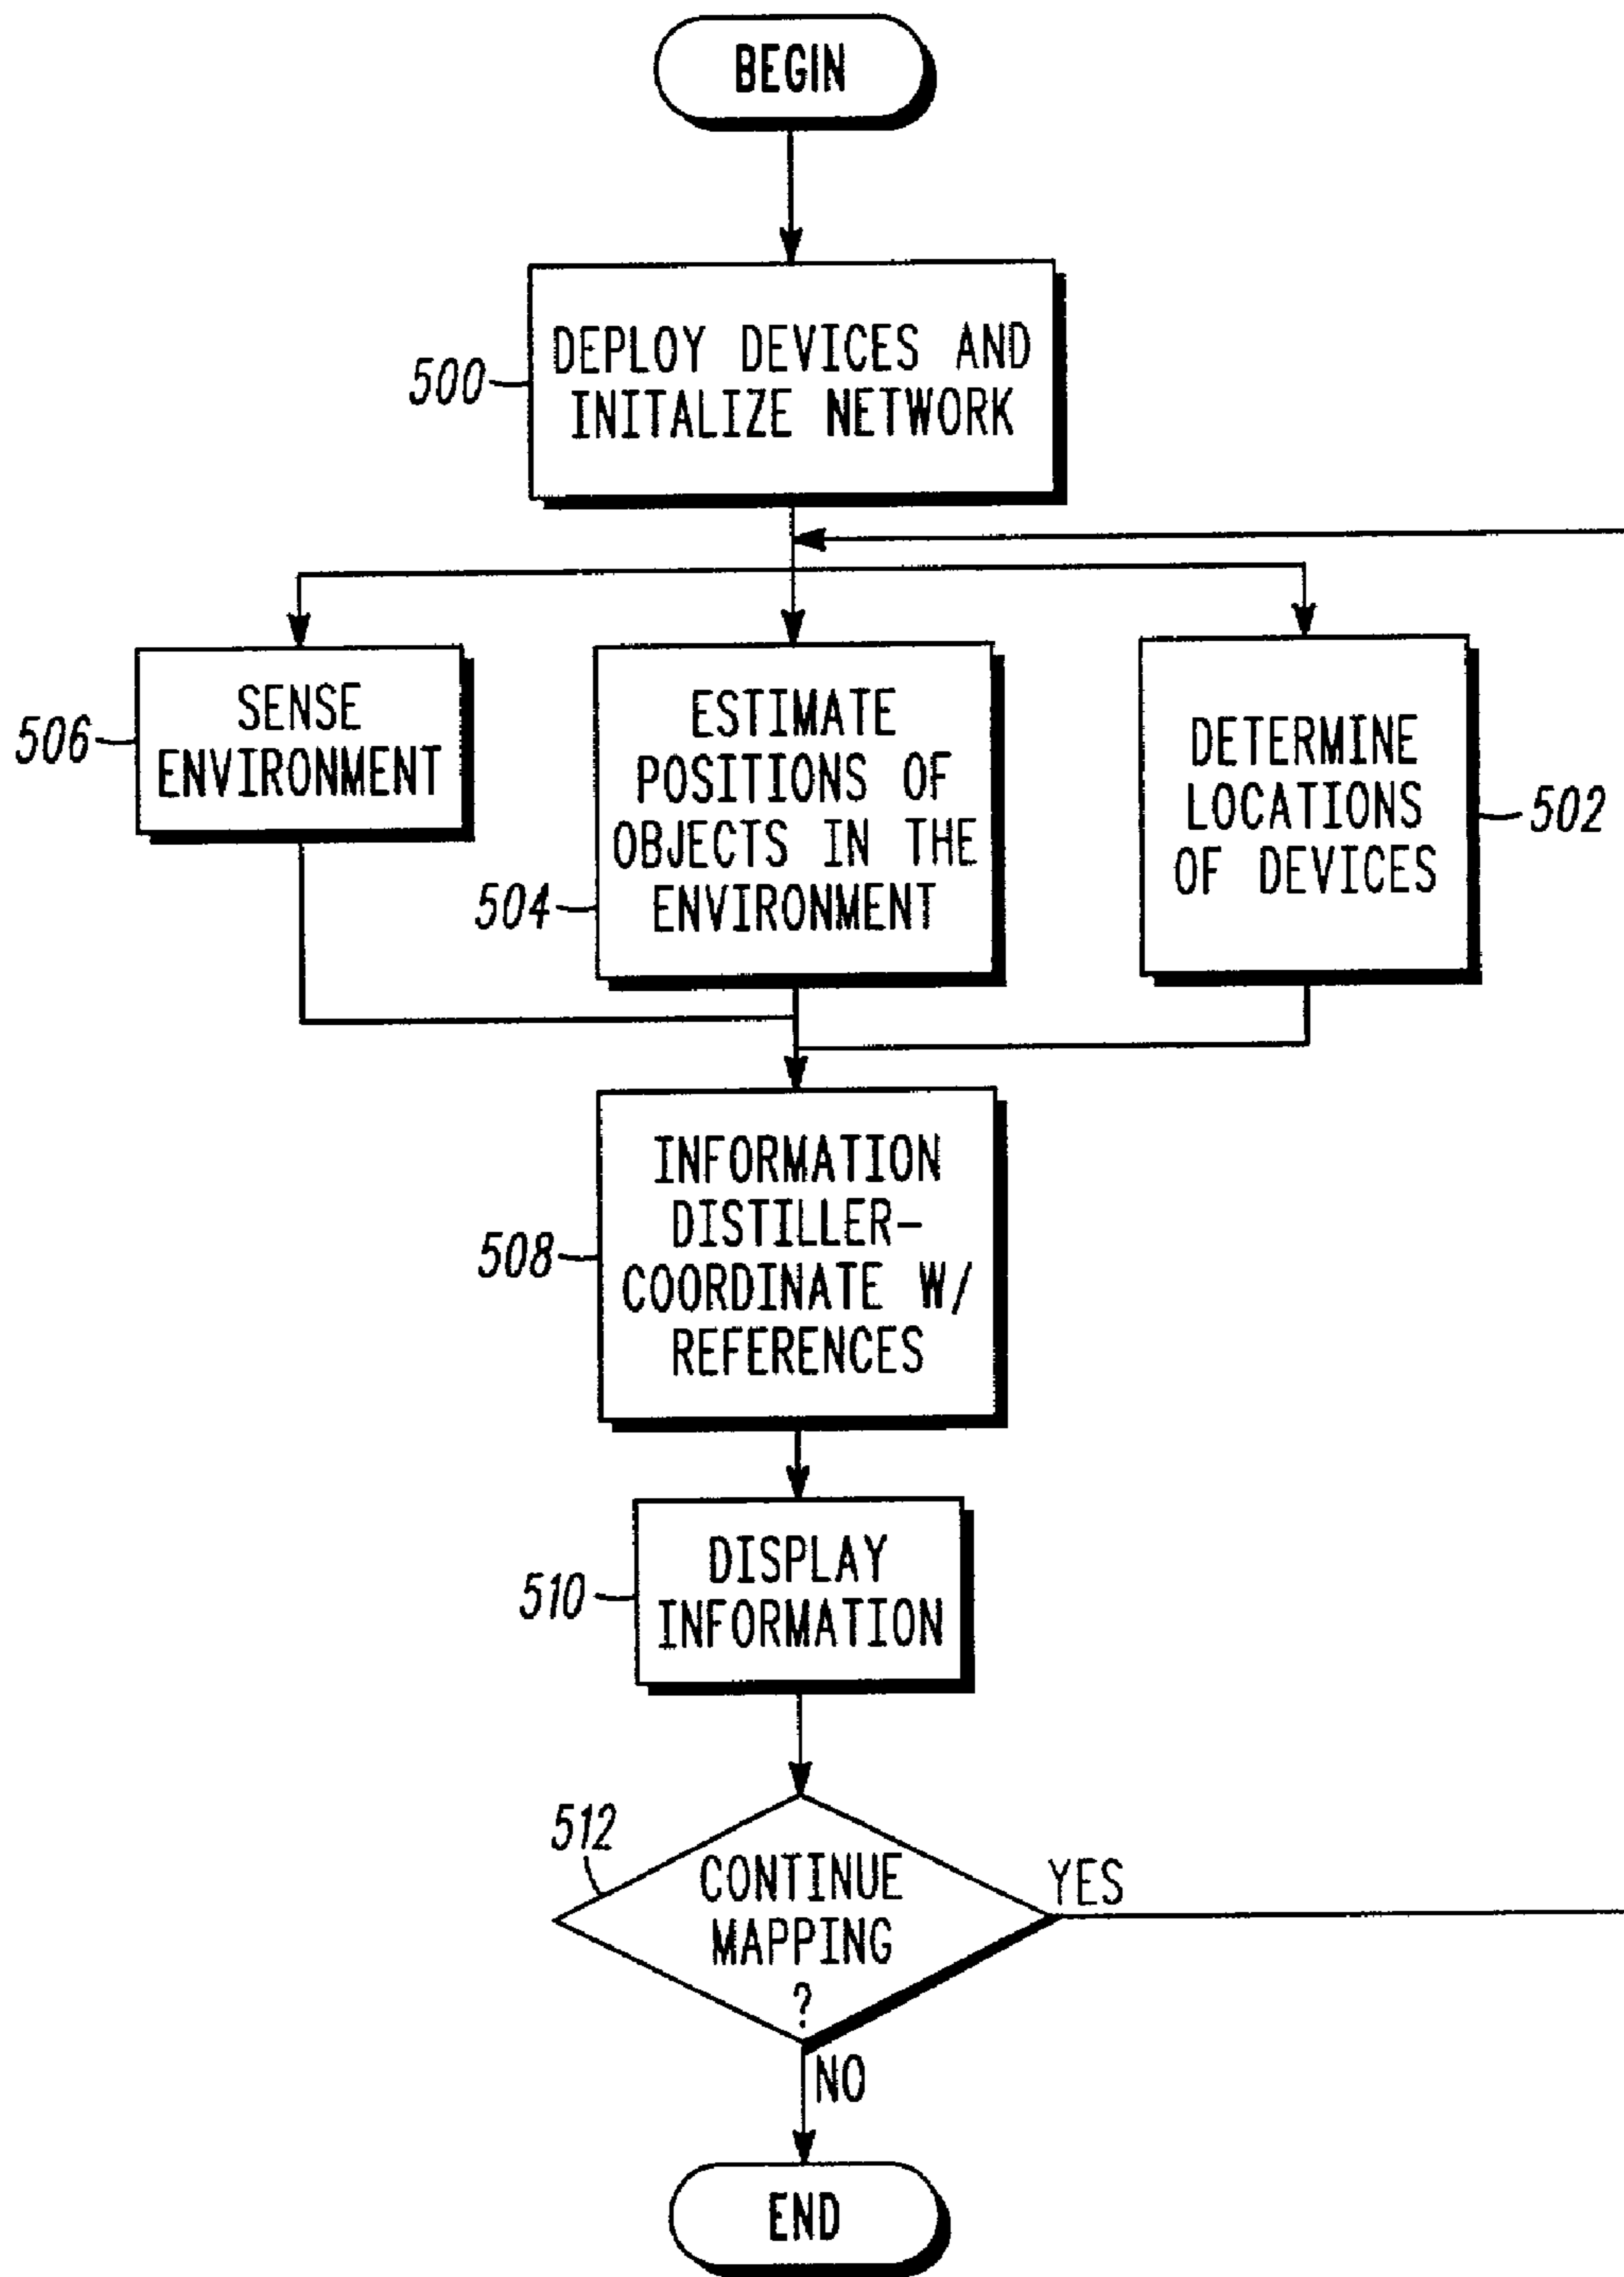 BEGIN
500
DEPLOY DEVICES AND
INITALIZE NETWORK
506
SENSE
ENVIRONMENT
504
ESTIMATE
POSITIONS OF
OBJECTS IN THE
ENVIRONMENT
DETERMINE
LOCATIONS
OF DEVICES
502
508
INFORMATION
DISTILLER-
COORDINATE W/
REFERENCES
510
DISPLAY
INFORMATION
512
CONTINUE
MAPPING
?
YES
NO
END